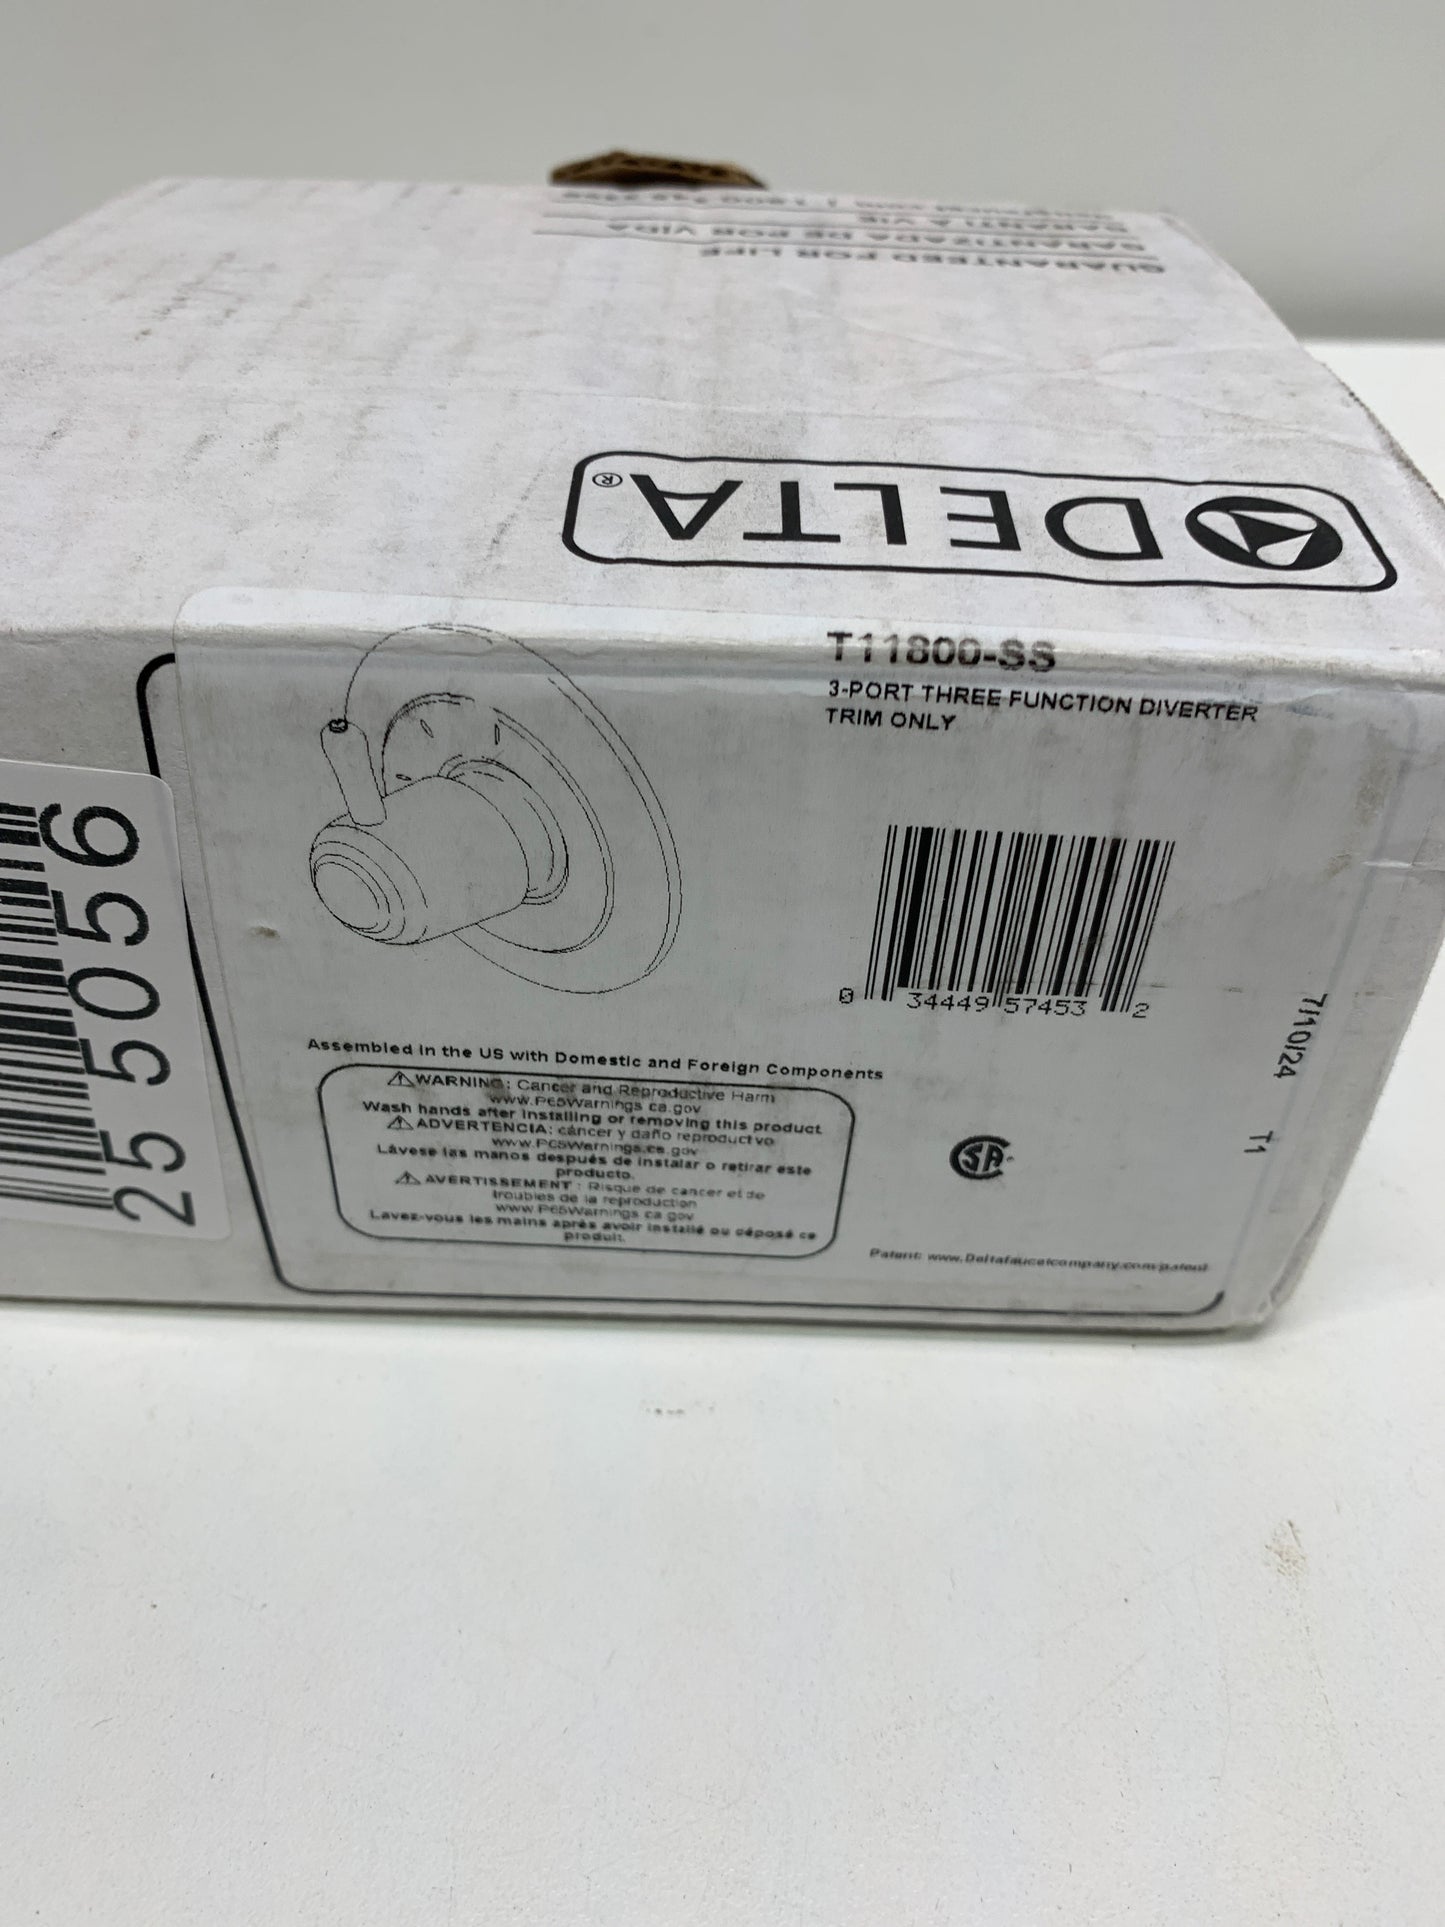 GUARANTEED FOR LIFE
GARANTIZADA DE POR VIDA
GARANTI À VIE
DELTA®
T11800-SS
3-PORT THREE FUNCTION DIVERTER
TRIM ONLY
0 34449 57453 2
7/10/24 T1
25 50 56
Assembled in the US with Domestic and Foreign Components
⚠WARNING: Cancer and Reproductive Harm
www.P65Warnings.ca.gov
Wash hands after installing or removing this product
⚠ADVERTENCIA: cáncer y daño reproductivo
www.P65Warnings.ca.gov
Lávese las manos después de instalar o retirar este
producto.
⚠AVERTISSEMENT : Risque de cancer et de
troubles de la reproduction
www.P65Warnings.ca.gov
Lavez-vous les mains après avoir installé ou déposé ce
produit.
SA
Patent: www.Deltafaucetcompany.com/patent